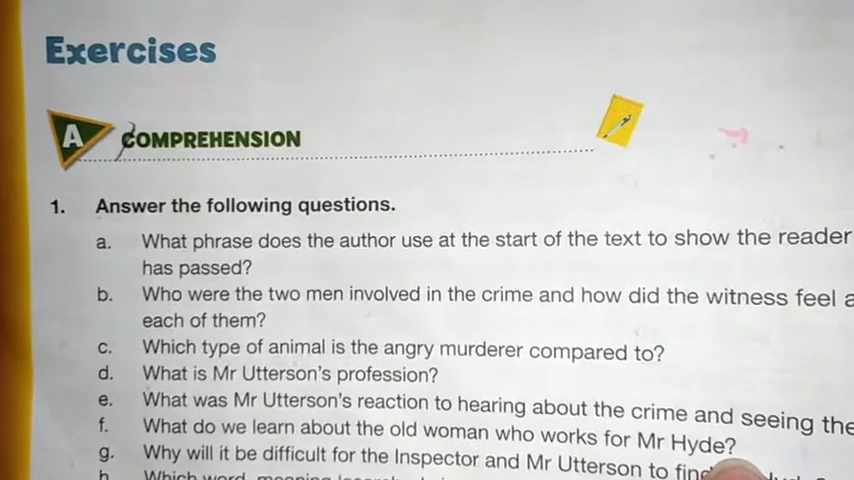 Exercises
A COMPREHENSION
1. Answer the following questions.
a. What phrase does the author use at the start of the text to show the reader
has passed?
b. Who were the two men involved in the crime and how did the witness feel
each of them?
c. Which type of animal is the angry murderer compared to?
d. What is Mr Utterson's profession?
e. What was Mr Utterson's reaction to hearing about the crime and seeing the
f. What do we learn about the old woman who works for Mr Hyde?
g. Why will it be difficult for the Inspector and Mr Utterson to find
h. Which word, meaning